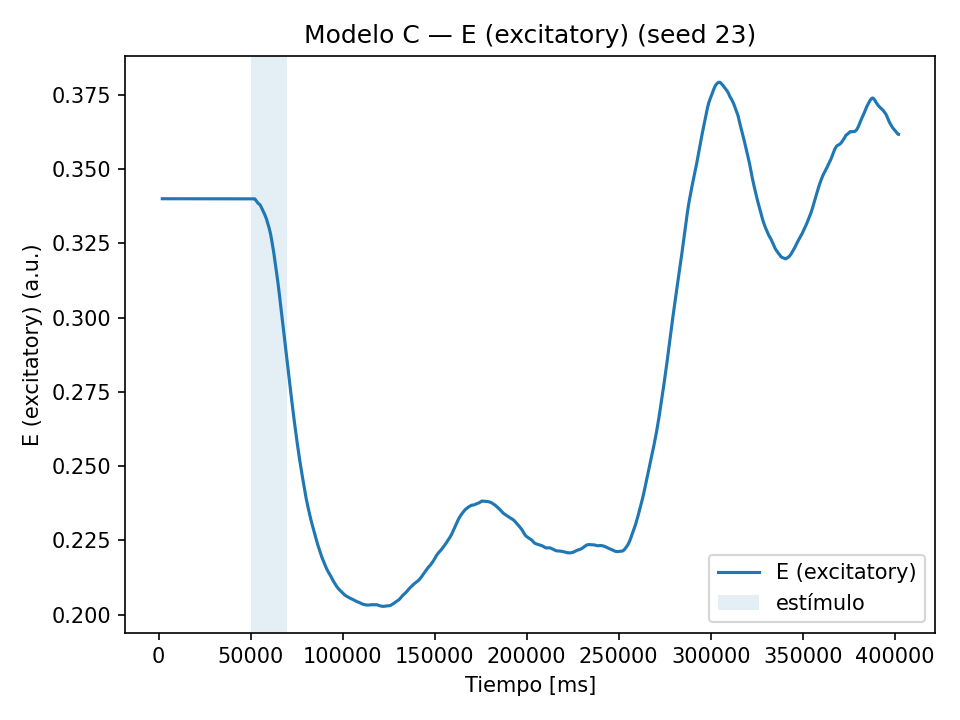 Modelo C — E (excitatory) (seed 23)
E (excitatory) (a.u.)
0.375
0.350
0.325
0.300
0.275
0.250
0.225
0.200
E (excitatory)
estímulo
0 50000 100000 150000 200000 250000 300000 350000 400000
Tiempo [ms]